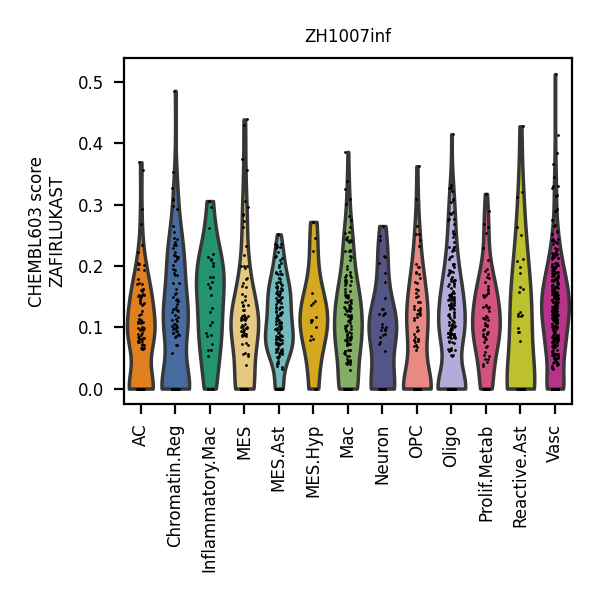 ZH1007inf
CHEMBL603 score
ZAFIRLUKAST
0.5
0.4
0.3
0.2
0.1
0.0
AC
Chromatin.Reg
Inflammatory.Mac
MES
MES.Ast
MES.Hyp
Mac
Neuron
OPC
Oligo
Prolif.Metab
Reactive.Ast
Vasc